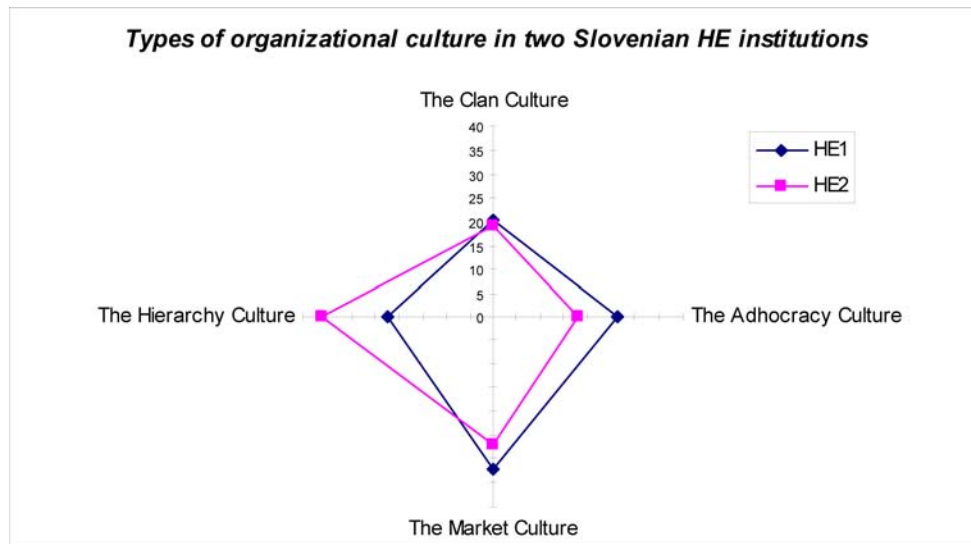 Types of organizational culture in two Slovenian HE institutions
The Clan Culture
40
35
30
25
20
15
10
5
0
HE1
HE2
The Hierarchy Culture
The Adhocracy Culture
The Market Culture